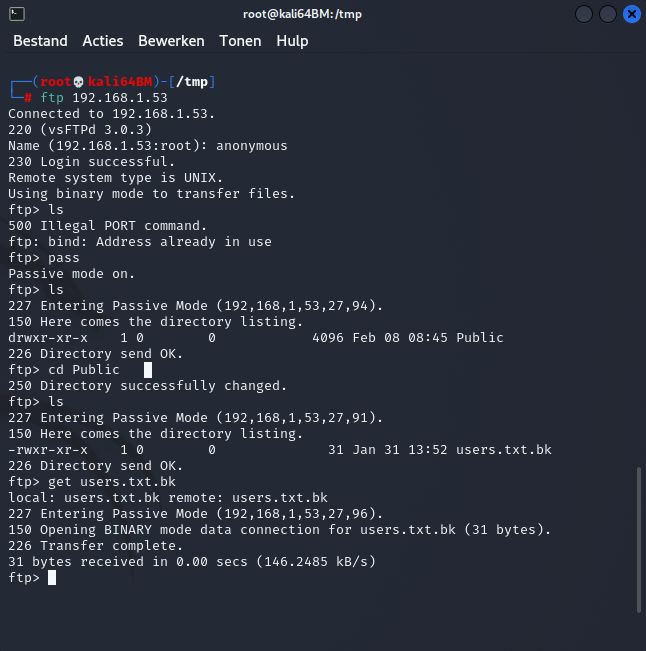 root@kali64BM:/tmp
Bestand Acties Bewerken Tonen Hulp
┌──(root💀kali64BM)-[/tmp]
└─# ftp 192.168.1.53
Connected to 192.168.1.53.
220 (vsFTPd 3.0.3)
Name (192.168.1.53:root): anonymous
230 Login successful.
Remote system type is UNIX.
Using binary mode to transfer files.
ftp> ls
500 Illegal PORT command.
ftp: bind: Address already in use
ftp> pass
Passive mode on.
ftp> ls
227 Entering Passive Mode (192,168,1,53,27,94).
150 Here comes the directory listing.
drwxr-xr-x    1 0        0            4096 Feb 08 08:45 Public
226 Directory send OK.
ftp> cd Public
250 Directory successfully changed.
ftp> ls
227 Entering Passive Mode (192,168,1,53,27,91).
150 Here comes the directory listing.
-rwxr-xr-x    1 0        0              31 Jan 31 13:52 users.txt.bk
226 Directory send OK.
ftp> get users.txt.bk
local: users.txt.bk remote: users.txt.bk
227 Entering Passive Mode (192,168,1,53,27,96).
150 Opening BINARY mode data connection for users.txt.bk (31 bytes).
226 Transfer complete.
31 bytes received in 0.00 secs (146.2485 kB/s)
ftp>